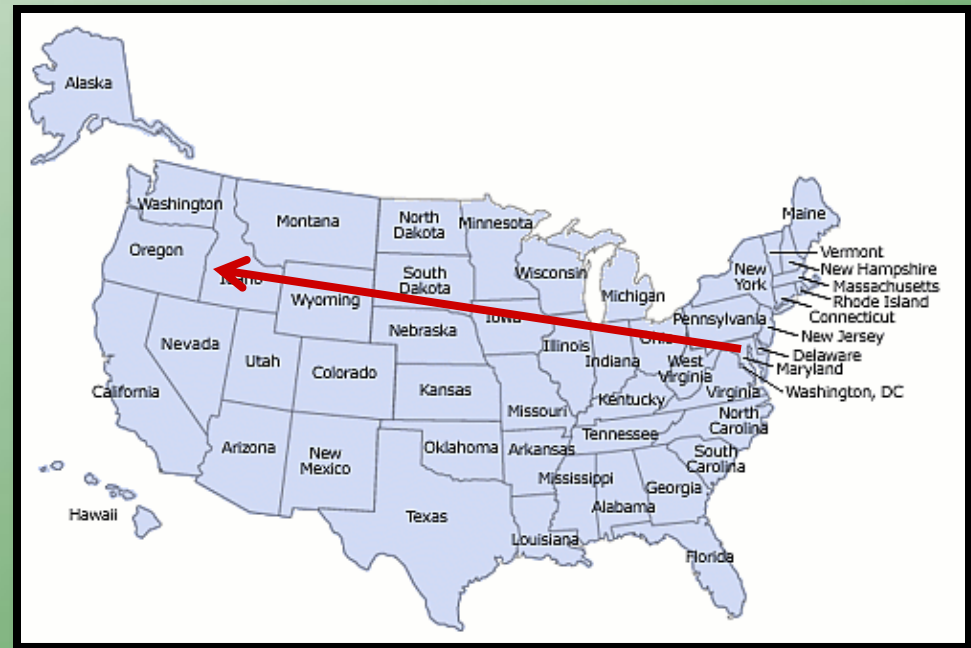 Alaska
Washington
Oregon
Montana
North
Dakota
Minnesota
Maine
Idaho
Wyoming
South
Dakota
Wisconsin
Michigan
New
York
Vermont
New Hampshire
Massachusetts
Rhode Island
Connecticut
Nebraska
Iowa
Pennsylvania
New Jersey
Nevada
Utah
Colorado
Illinois
Indiana
Ohio
West
Virginia
Delaware
Maryland
Washington, DC
California
Kansas
Missouri
Kentucky
Virginia
North
Carolina
Arizona
New
Mexico
Oklahoma
Arkansas
Tennessee
South
Carolina
Mississippi
Georgia
Alabama
Hawaii
Texas
Louisiana
Florida